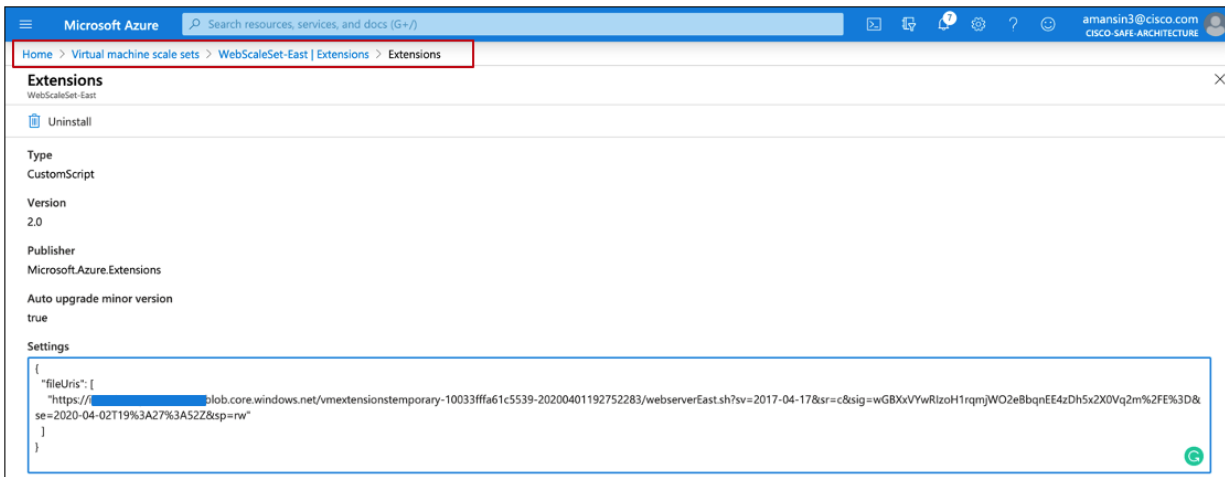 Microsoft Azure
Search resources, services, and docs (G+/)
7
amansin3@cisco.com
CISCO-SAFE-ARCHITECTURE
Home > Virtual machine scale sets > WebScaleSet-East | Extensions > Extensions
Extensions
WebScaleSet-East
Uninstall
Type
CustomScript
Version
2.0
Publisher
Microsoft.Azure.Extensions
Auto upgrade minor version
true
Settings
{
"fileUris": [
"https://i blob.core.windows.net/vmextensionstemporary-10033fffa61c5539-20200401192752283/webserverEast.sh?sv=2017-04-17&sr=c&sig=wGBXxVYwRlzoH1rqmjWO2eBbqnEE4zDh5x2X0Vq2m%2FE%3D&
se=2020-04-02T19%3A27%3A52Z&sp=rw"
]
}